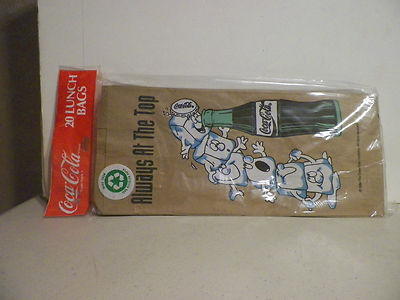 20 LUNCH
BAGS
Coca-Cola
Always At The Top
Coca-Cola
Coca-Cola